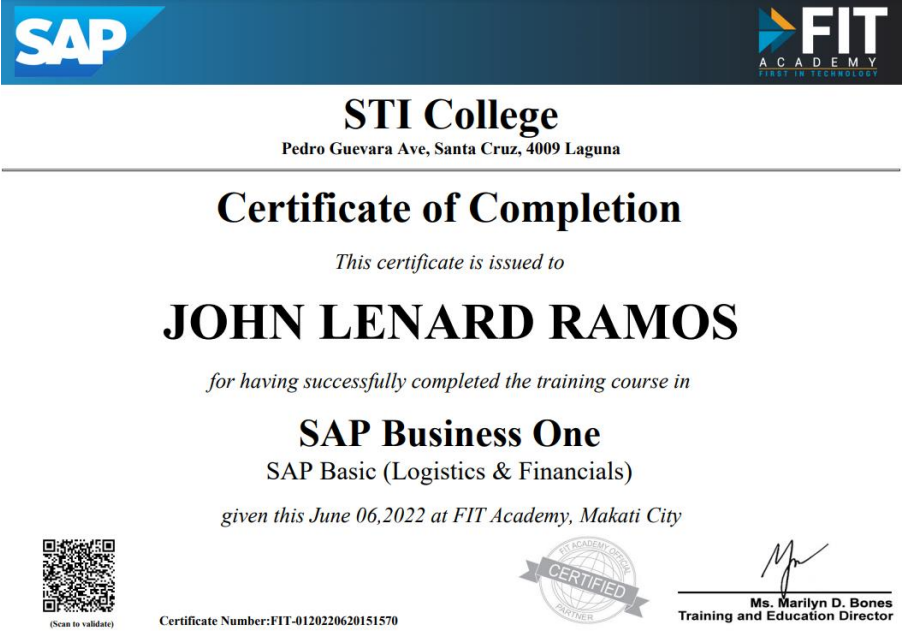 SAP
FIT
ACADEMY
FIRST IN TECHNOLOGY
STI College
Pedro Guevara Ave, Santa Cruz, 4009 Laguna
Certificate of Completion
This certificate is issued to
JOHN LENARD RAMOS
for having successfully completed the training course in
SAP Business One
SAP Basic (Logistics & Financials)
given this June 06,2022 at FIT Academy, Makati City
FIT ACADEMY OFFICIAL
CERTIFIED
PARTNER
Ms. Marilyn D. Bones
Training and Education Director
(Scan to validate)
Certificate Number:FIT-0120220620151570